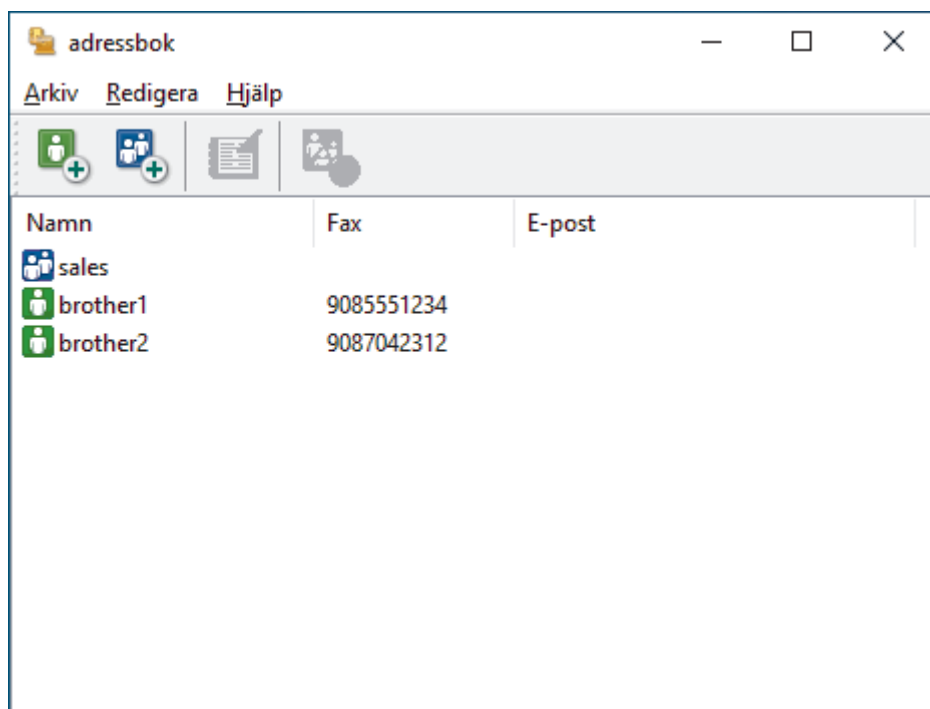 adressbok
Arkiv Redigera Hjälp
Namn Fax E-post
sales
brother1 9085551234
brother2 9087042312